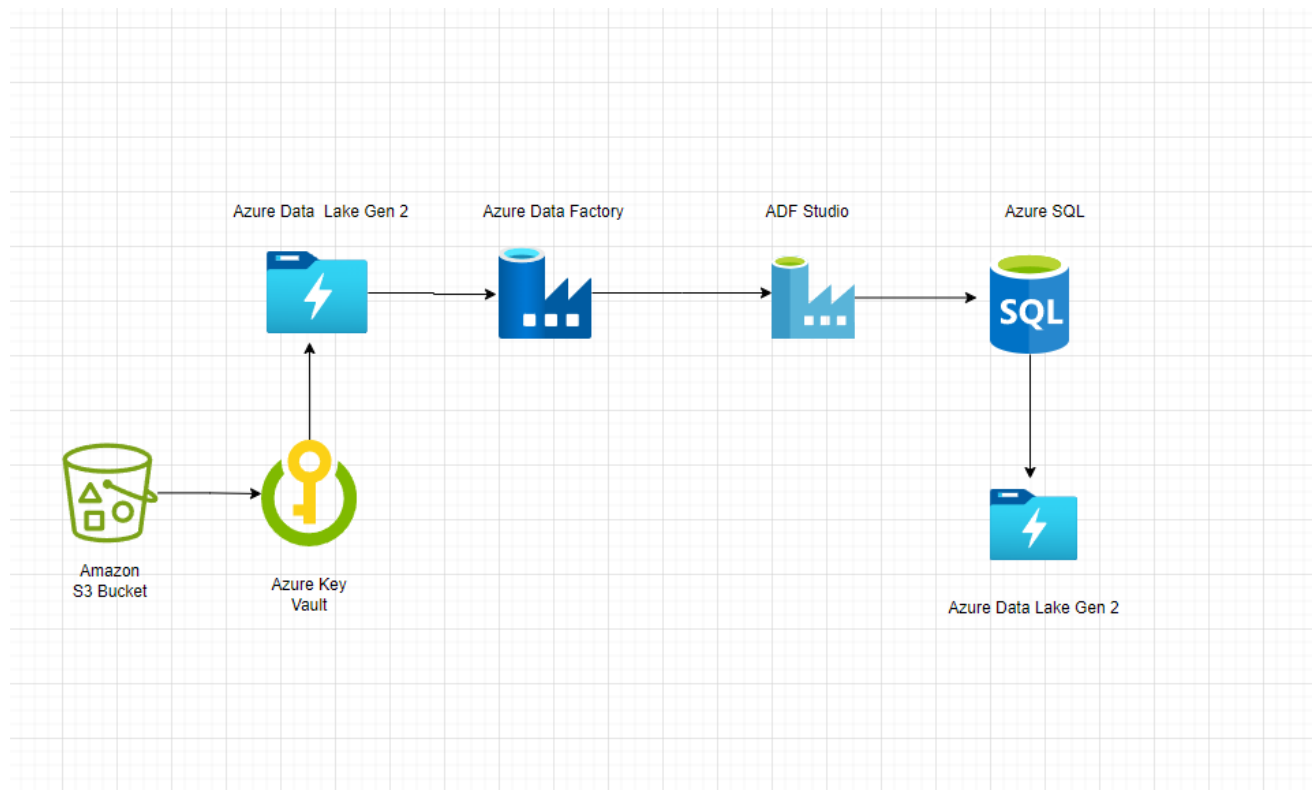 Azure Data  Lake Gen 2
Azure Data Factory
ADF Studio
Azure SQL
SQL
Amazon
S3 Bucket
Azure Key
Vault
Azure Data Lake Gen 2